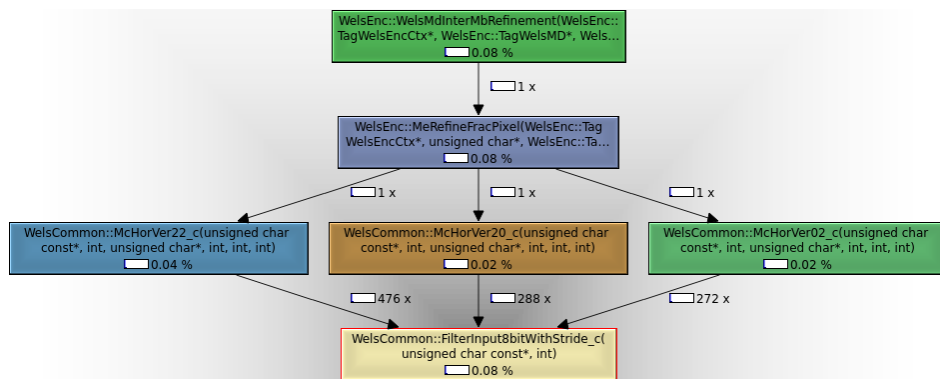 WelsEnc::WelsMdInterMbRefinement(WelsEnc::
TagWelsEncCtx*, WelsEnc::TagWelsMD*, Wels...
0.08 %
1 x
WelsEnc::MeRefineFracPixel(WelsEnc::Tag
WelsEncCtx*, unsigned char*, WelsEnc::Ta...
0.08 %
1 x
1 x
1 x
WelsCommon::McHorVer22_c(unsigned char
const*, int, unsigned char*, int, int, int)
0.04 %
WelsCommon::McHorVer20_c(unsigned char
const*, int, unsigned char*, int, int, int)
0.02 %
WelsCommon::McHorVer02_c(unsigned char
const*, int, unsigned char*, int, int, int)
0.02 %
476 x
288 x
272 x
WelsCommon::FilterInput8bitWithStride_c(
unsigned char const*, int)
0.08 %